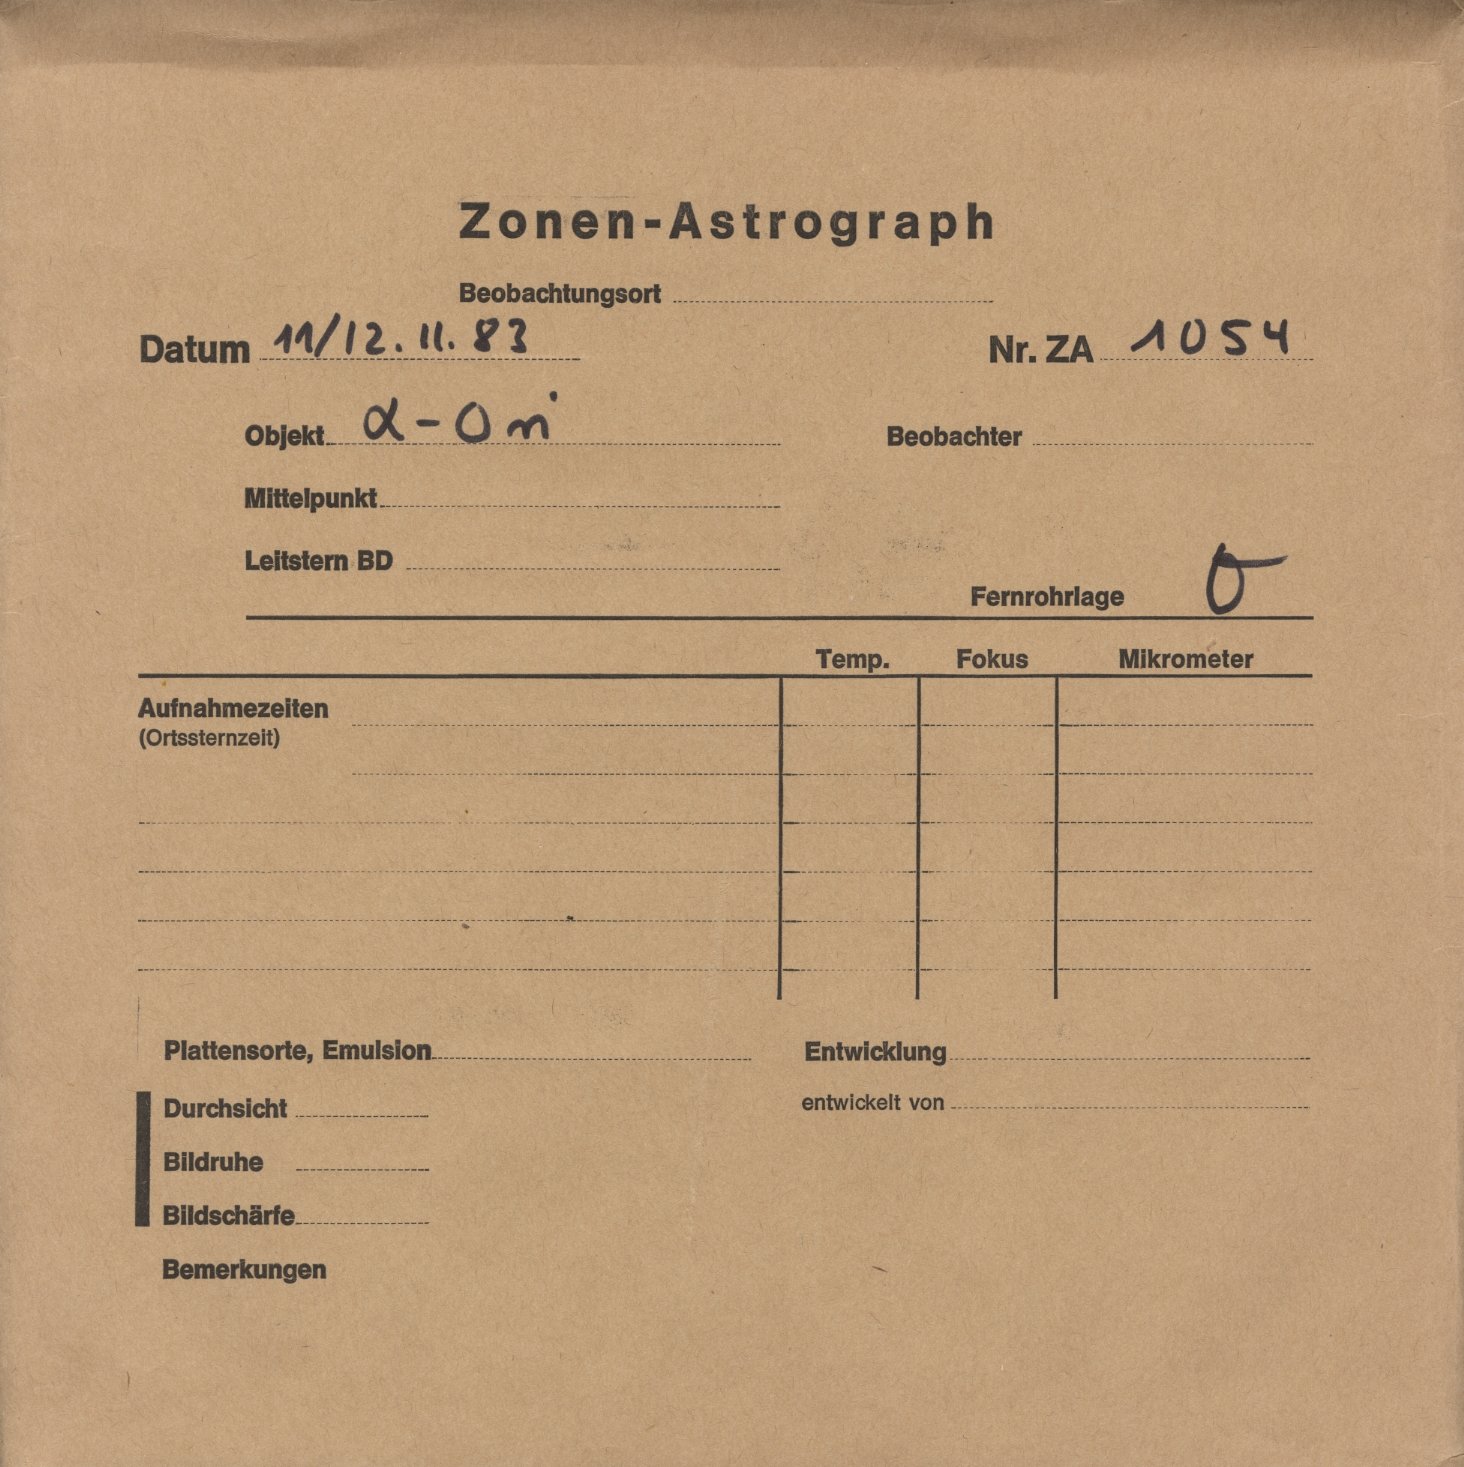 Zonen-Astrograph
Beobachtungsort
Datum 11/12.11.83 Nr. ZA 1054
Objekt α-Ori Beobachter
Mittelpunkt
Leitstern BD
Fernrohrlage O
Temp. Fokus Mikrometer
Aufnahmezeiten
(Ortssternzeit)
Plattensorte, Emulsion Entwicklung
Durchsicht entwickelt von
Bildruhe
Bildschärfe
Bemerkungen